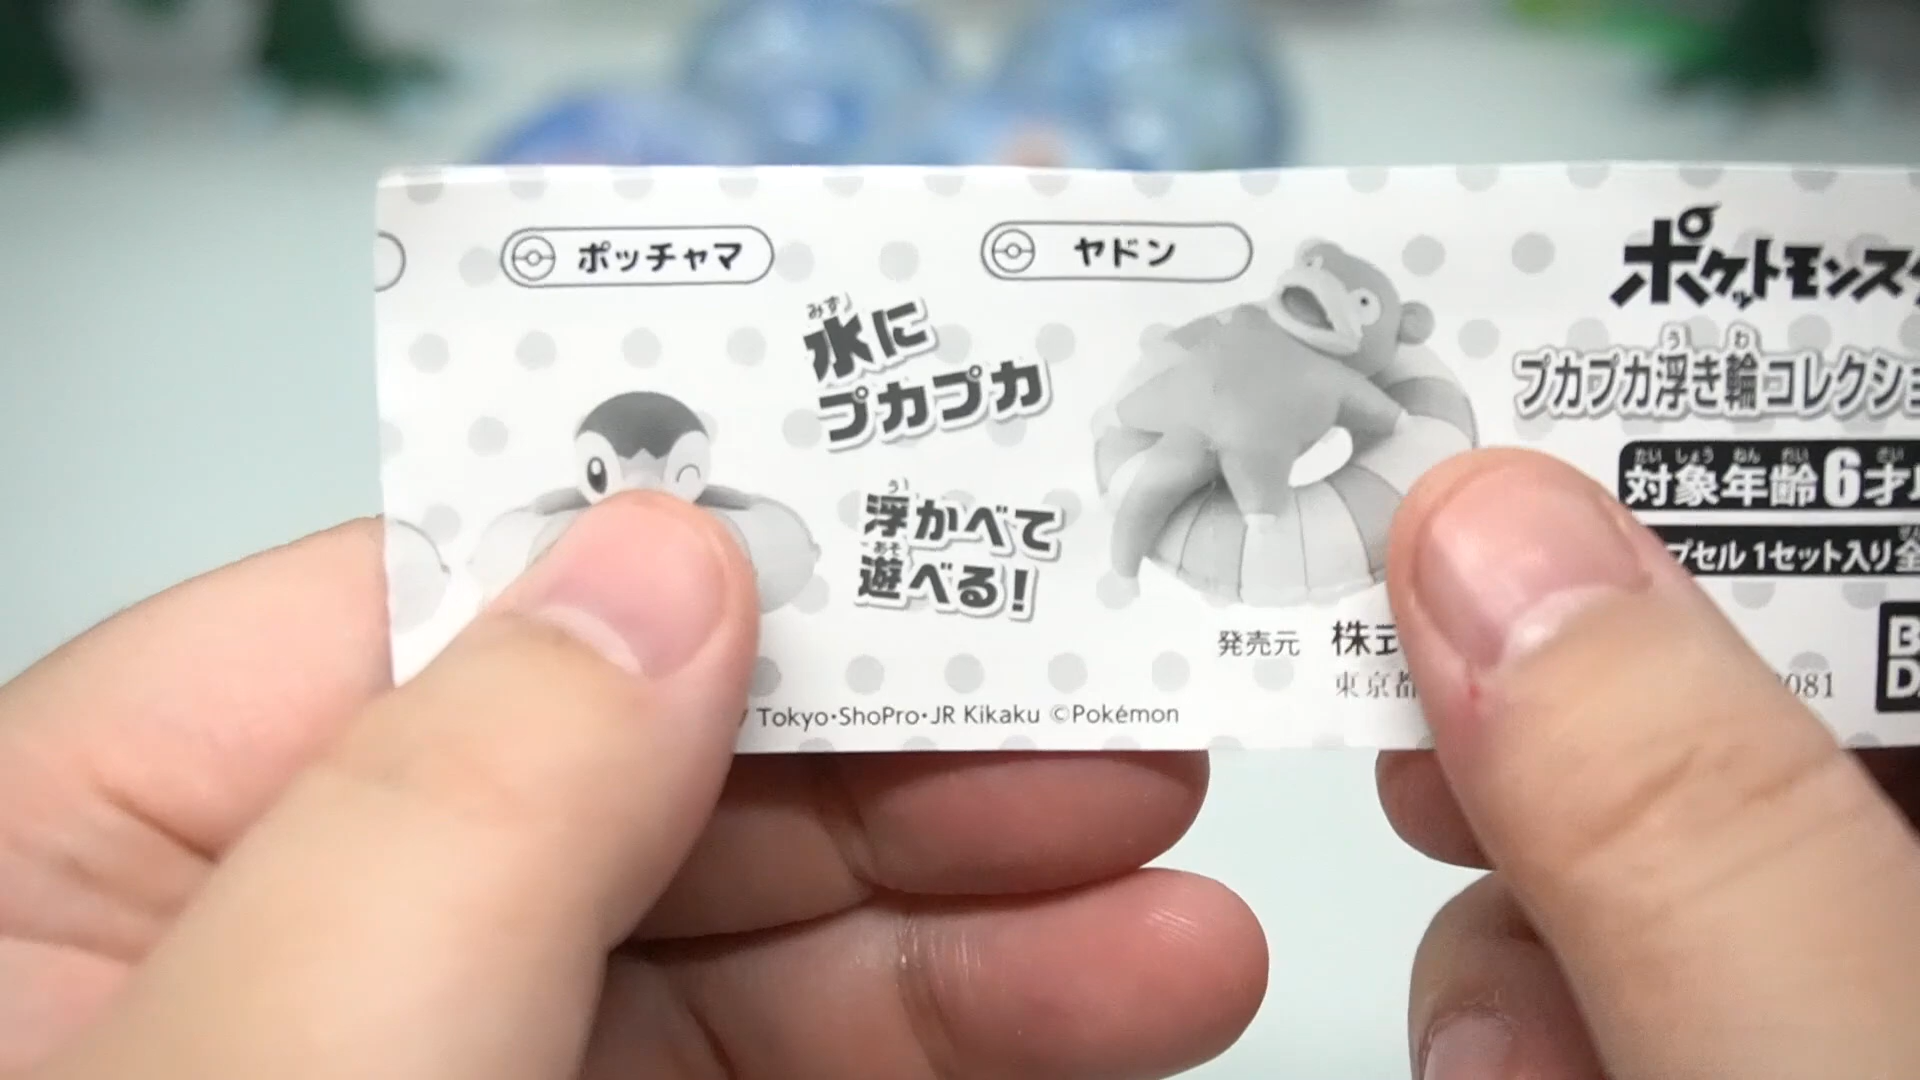 ポッチャマ
ヤドン
みず
水に
プカプカ
う
浮かべて
あそ
遊べる!
ポケットモンス
う わ
プカプカ浮き輪コレクショ
たい しょう ねん れい さい
対象年齢6才
プセル1セット入り全
発売元 株式
東京都
0081
Tokyo・ShoPro・JR Kikaku ©Pokémon